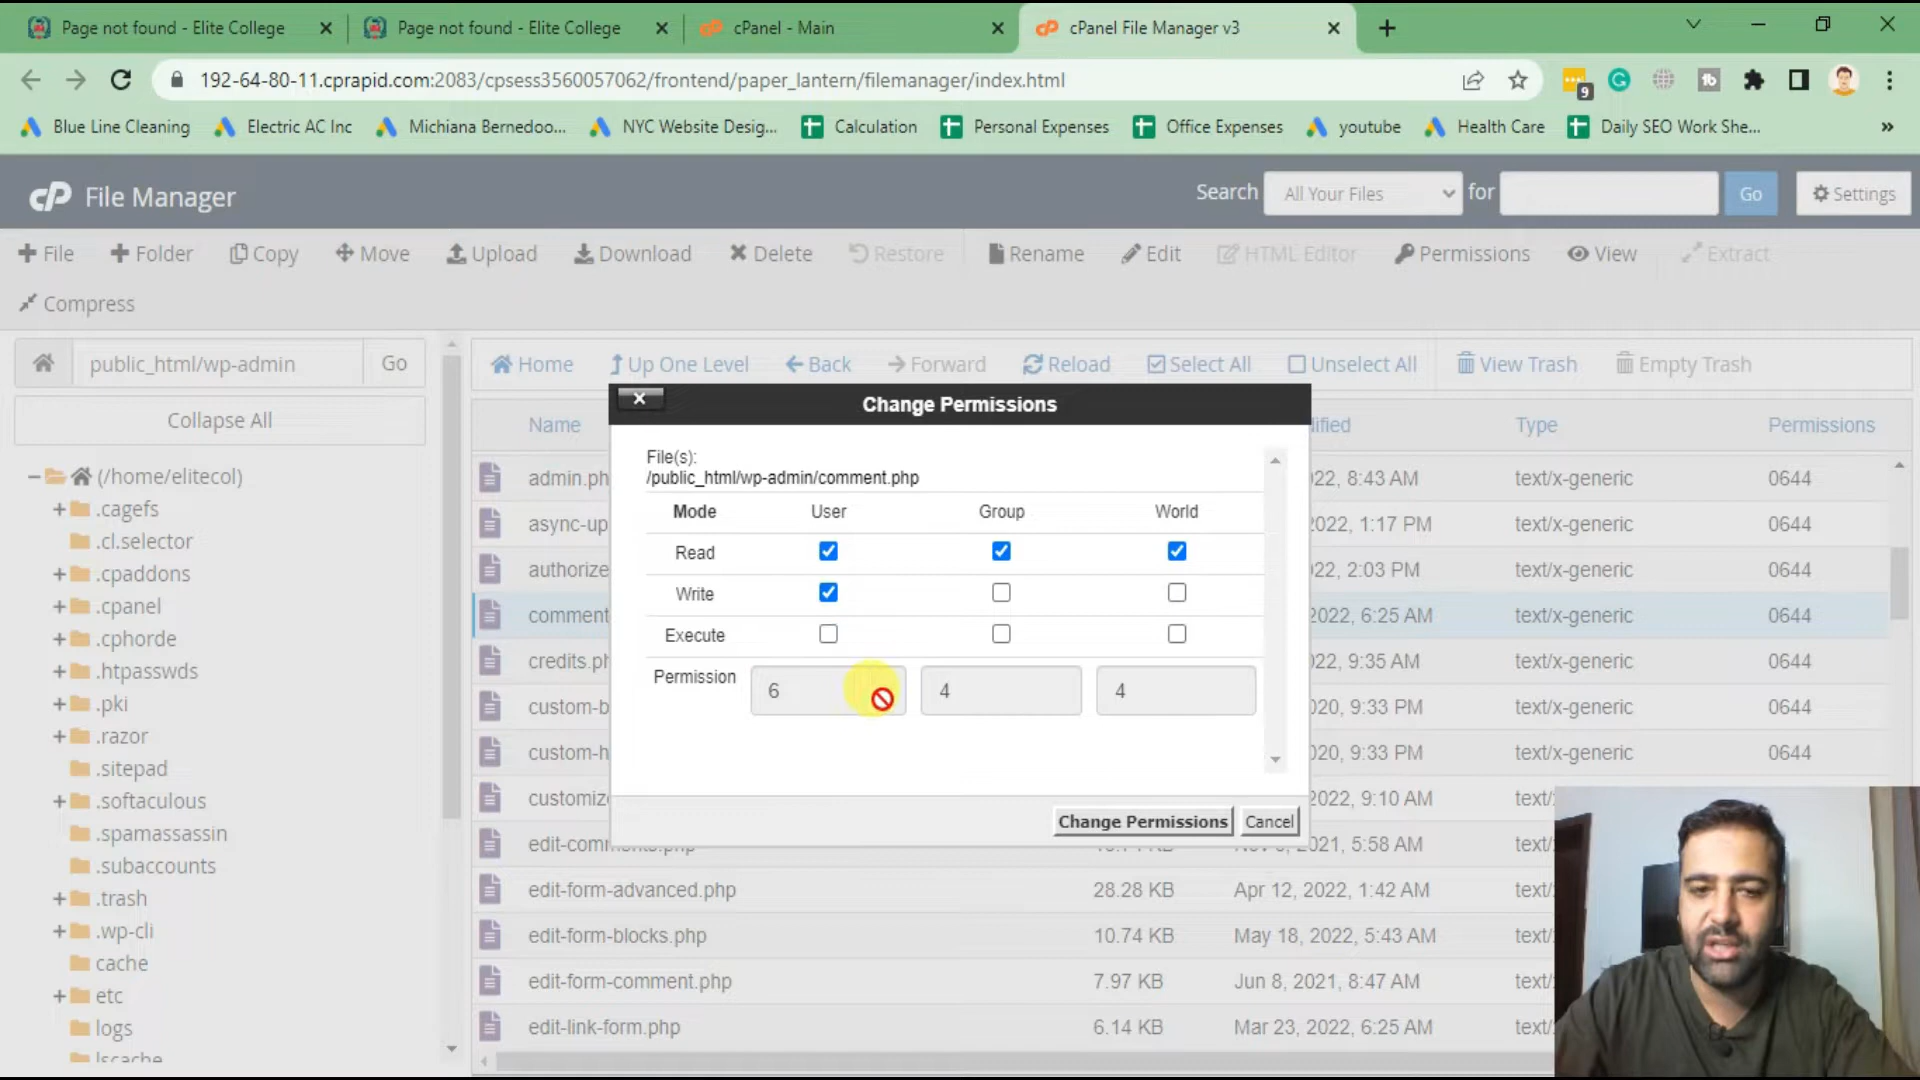 Page not found - Elite College
Page not found - Elite College
cPanel - Main
cPanel File Manager v3
192-64-80-11.cprapid.com:2083/cpsess3560057062/frontend/paper_lantern/filemanager/index.html
9
Blue Line Cleaning
Electric AC Inc
Michiana Bernedoo...
NYC Website Desig...
Calculation
Personal Expenses
Office Expenses
youtube
Health Care
Daily SEO Work She...
»
cP File Manager
Search All Your Files for Go Settings
File
Folder
Copy
Move
Upload
Download
Delete
Restore
Rename
Edit
HTML Editor
Permissions
View
Extract
Compress
public_html/wp-admin Go
Collapse All
(/home/elitecol)
.cagefs
.cl.selector
.cpaddons
.cpanel
.cphorde
.htpasswds
.pki
.razor
.sitepad
.softaculous
.spamassassin
.subaccounts
.trash
.wp-cli
cache
etc
logs
lscache
Home
Up One Level
Back
Forward
Reload
Select All
Unselect All
View Trash
Empty Trash
Name ified Type Permissions
admin.ph 022, 8:43 AM text/x-generic 0644
async-up 2022, 1:17 PM text/x-generic 0644
authorize 022, 2:03 PM text/x-generic 0644
comment 2022, 6:25 AM text/x-generic 0644
credits.ph 022, 9:35 AM text/x-generic 0644
custom-b 020, 9:33 PM text/x-generic 0644
custom-h 020, 9:33 PM text/x-generic 0644
customize 2022, 9:10 AM text/
edit-comments.php 2021, 5:58 AM text/
edit-form-advanced.php 28.28 KB Apr 12, 2022, 1:42 AM text/
edit-form-blocks.php 10.74 KB May 18, 2022, 5:43 AM text/
edit-form-comment.php 7.97 KB Jun 8, 2021, 8:47 AM text/
edit-link-form.php 6.14 KB Mar 23, 2022, 6:25 AM text/
Change Permissions
File(s):
/public_html/wp-admin/comment.php
Mode User Group World
Read
Write
Execute
Permission 6 4 4
Change Permissions Cancel